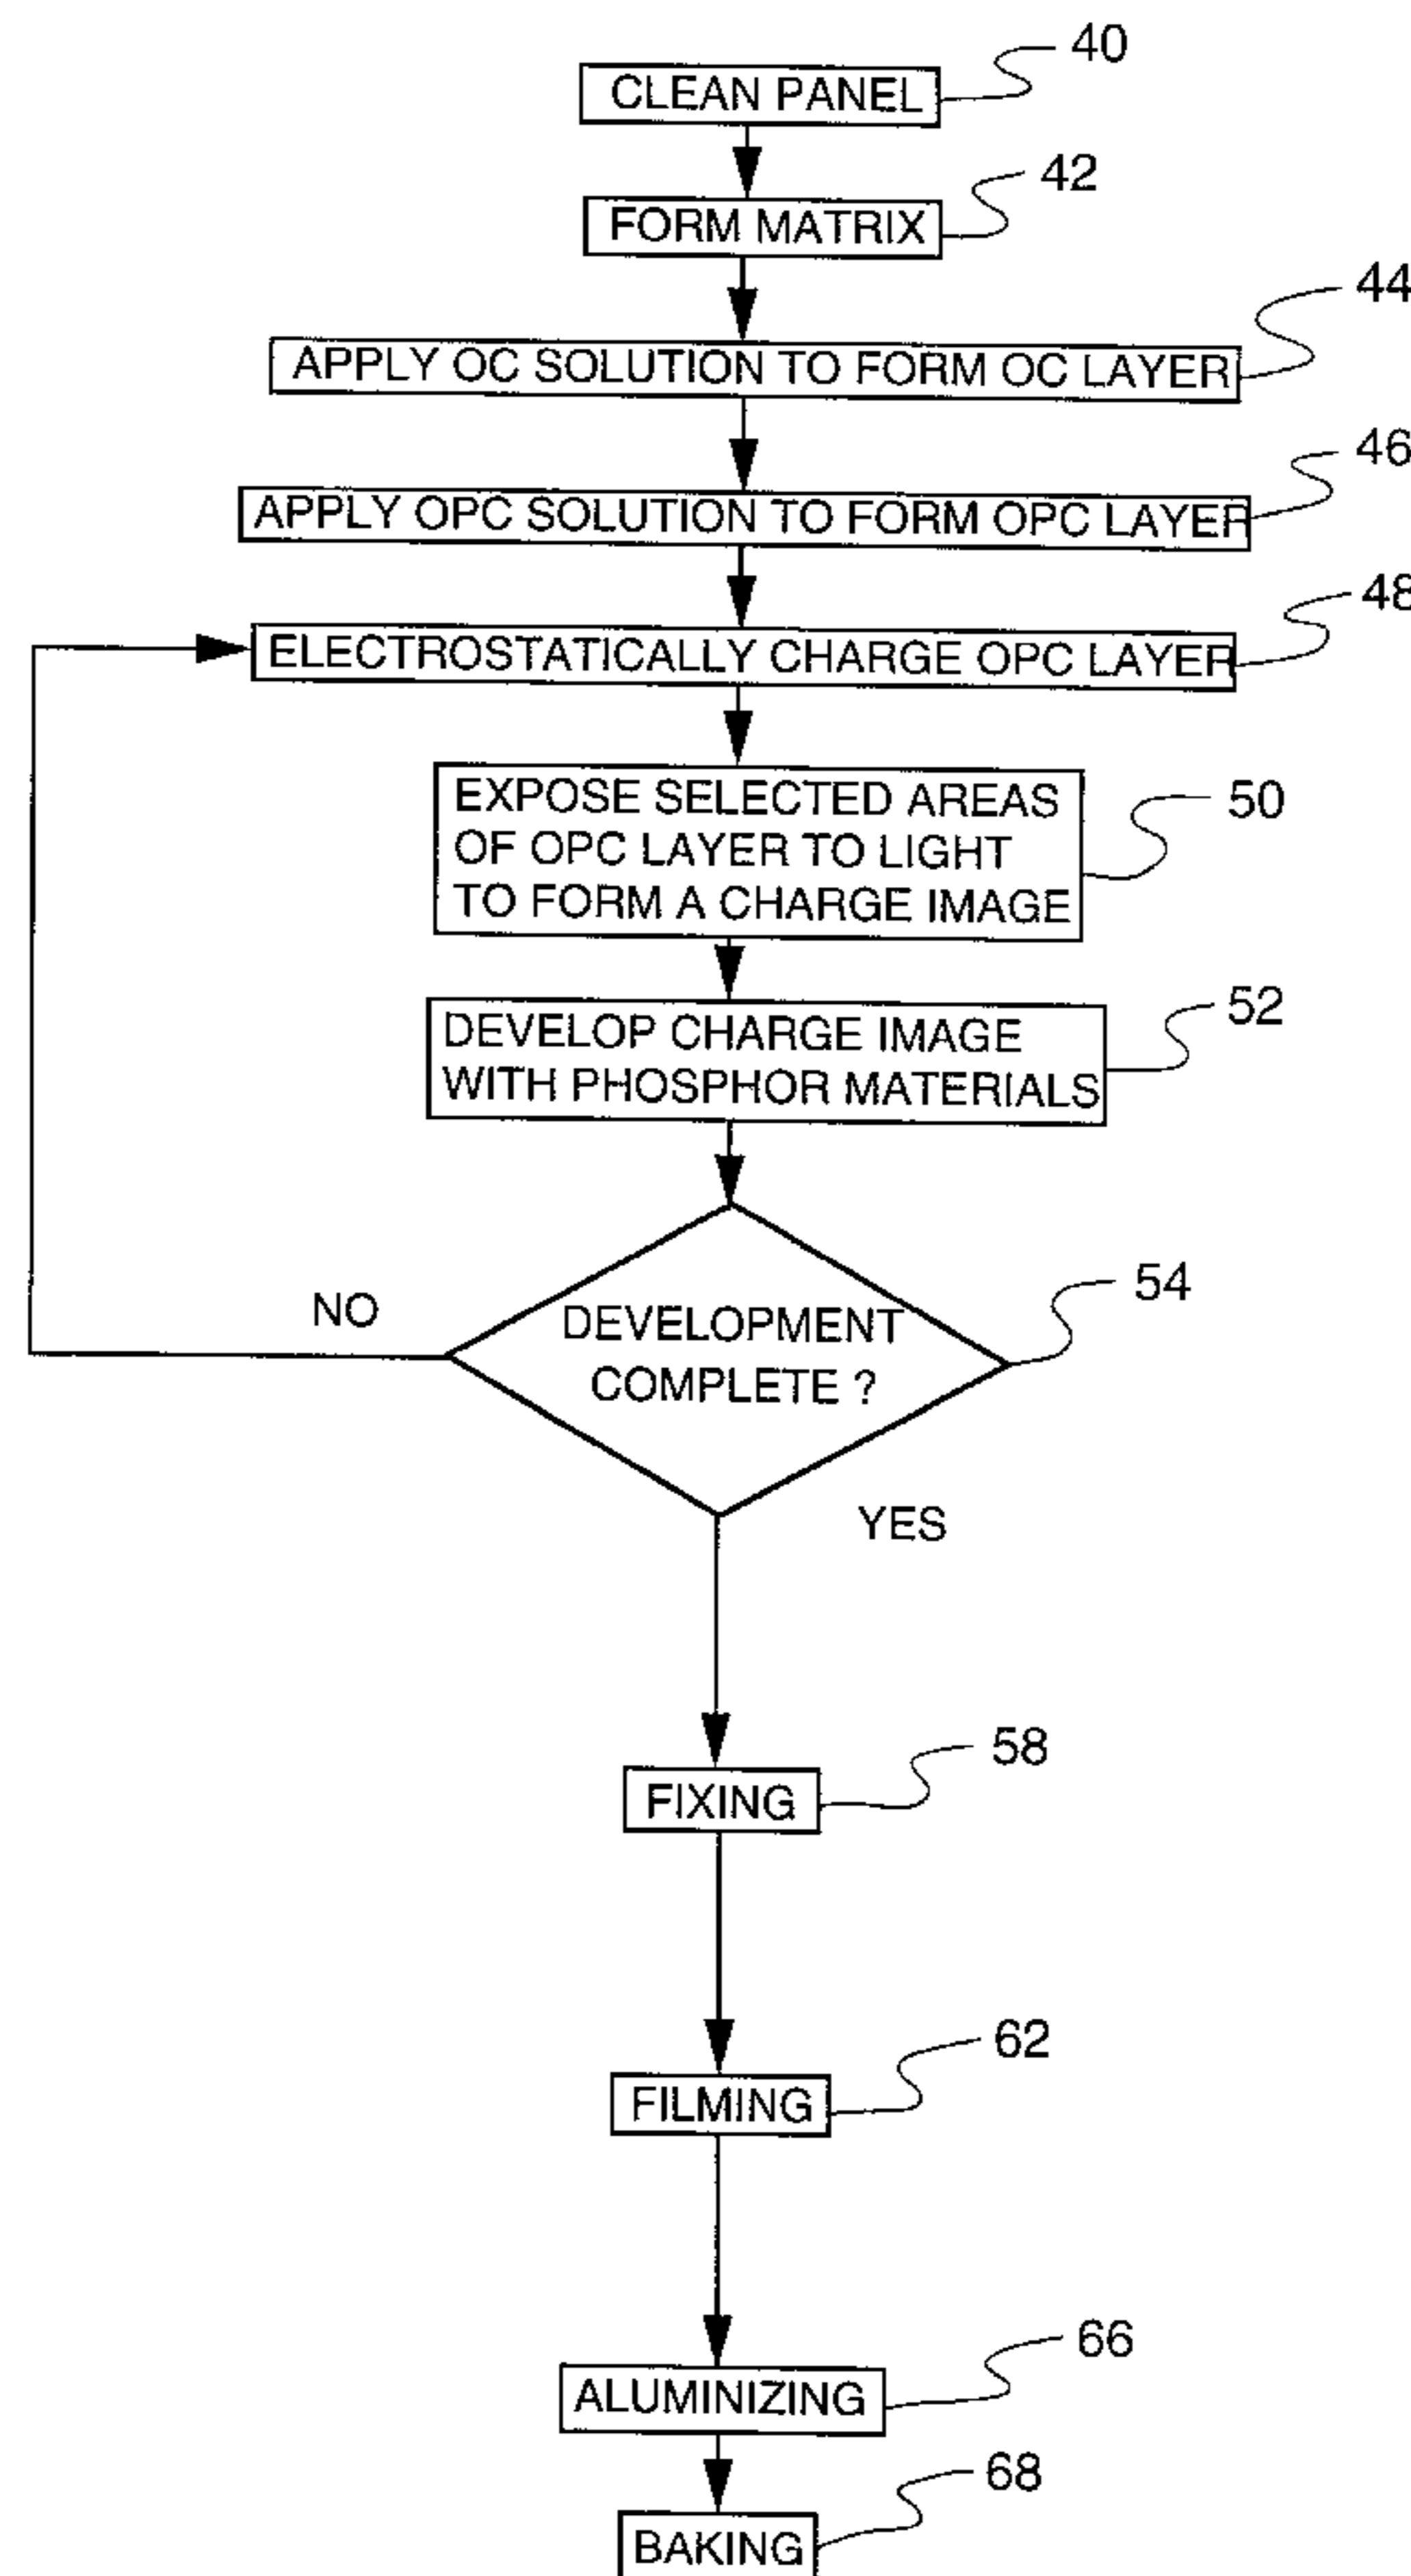 40
CLEAN PANEL
42
FORM MATRIX
44
APPLY OC SOLUTION TO FORM OC LAYER
46
APPLY OPC SOLUTION TO FORM OPC LAYER
48
ELECTROSTATICALLY CHARGE OPC LAYER
EXPOSE SELECTED AREAS
OF OPC LAYER TO LIGHT
TO FORM A CHARGE IMAGE
50
DEVELOP CHARGE IMAGE
WITH PHOSPHOR MATERIALS
52
54
NO
DEVELOPMENT
COMPLETE ?
YES
58
FIXING
62
FILMING
66
ALUMINIZING
68
BAKING